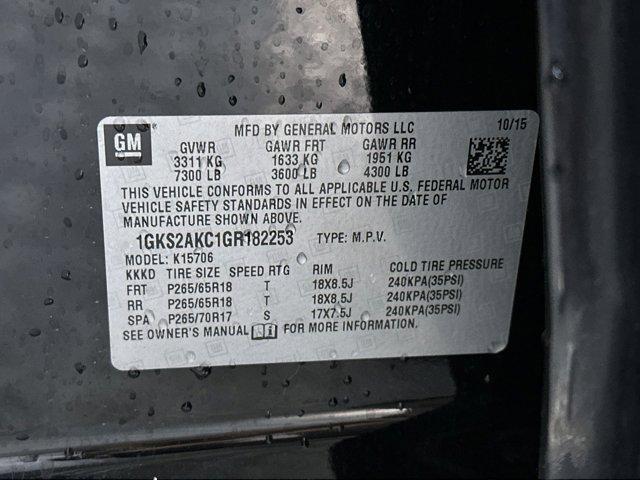 GM
MFD BY GENERAL MOTORS LLC 10/15
GVWR GAWR FRT GAWR RR
3311 KG 1633 KG 1951 KG
7300 LB 3600 LB 4300 LB
THIS VEHICLE CONFORMS TO ALL APPLICABLE U.S. FEDERAL MOTOR
VEHICLE SAFETY STANDARDS IN EFFECT ON THE DATE OF
MANUFACTURE SHOWN ABOVE.
1GKS2AKC1GR182253 TYPE: M.P.V.
MODEL: K15706
KKKD TIRE SIZE SPEED RTG RIM COLD TIRE PRESSURE
FRT P265/65R18 T 18X8.5J 240KPA(35PSI)
RR P265/65R18 T 18X8.5J 240KPA(35PSI)
SPA P265/70R17 S 17X7.5J 240KPA(35PSI)
SEE OWNER'S MANUAL FOR MORE INFORMATION.